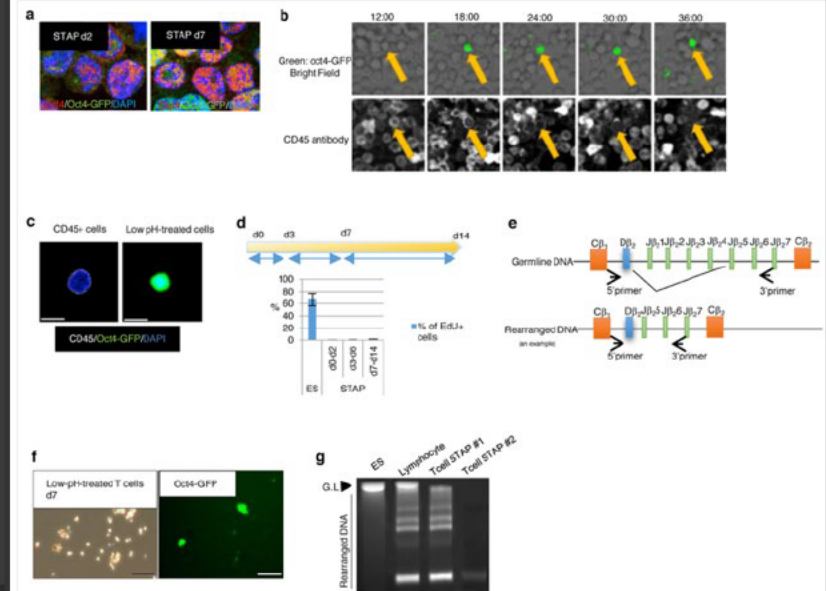 a
STAP d2
STAP d7
/Oct4-GFP/DAPI
b
12:00 18:00 24:00 30:00 36:00
Green: oct4-GFP
Bright Field
CD45 antibody
c
CD45+ cells
Low pH-treated cells
CD45/Oct4-GFP/DAPI
d
d0 d3 d7 d14
100
80
60
40
20
0
%
% of EdU+
cells
d0-d2
d7-d14
ES
STAP
e
Cβ₁ Dβ₂ Jβ₂1 Jβ₂2 Jβ₂3 Jβ₂4 Jβ₂5 Jβ₂6 Jβ₂7 Cβ₂
Germline DNA
5'primer 3'primer
Cβ₁ Dβ₂ Jβ₂5 Jβ₂6 Jβ₂7 Cβ₂
Rearranged DNA
(an example)
5'primer 3'primer
f
Low-pH-treated T cells
d7
Oct4-GFP
g
ES
Lymphocyte
Tcell STAP #1
Tcell STAP #2
G.L
Rearranged DNA